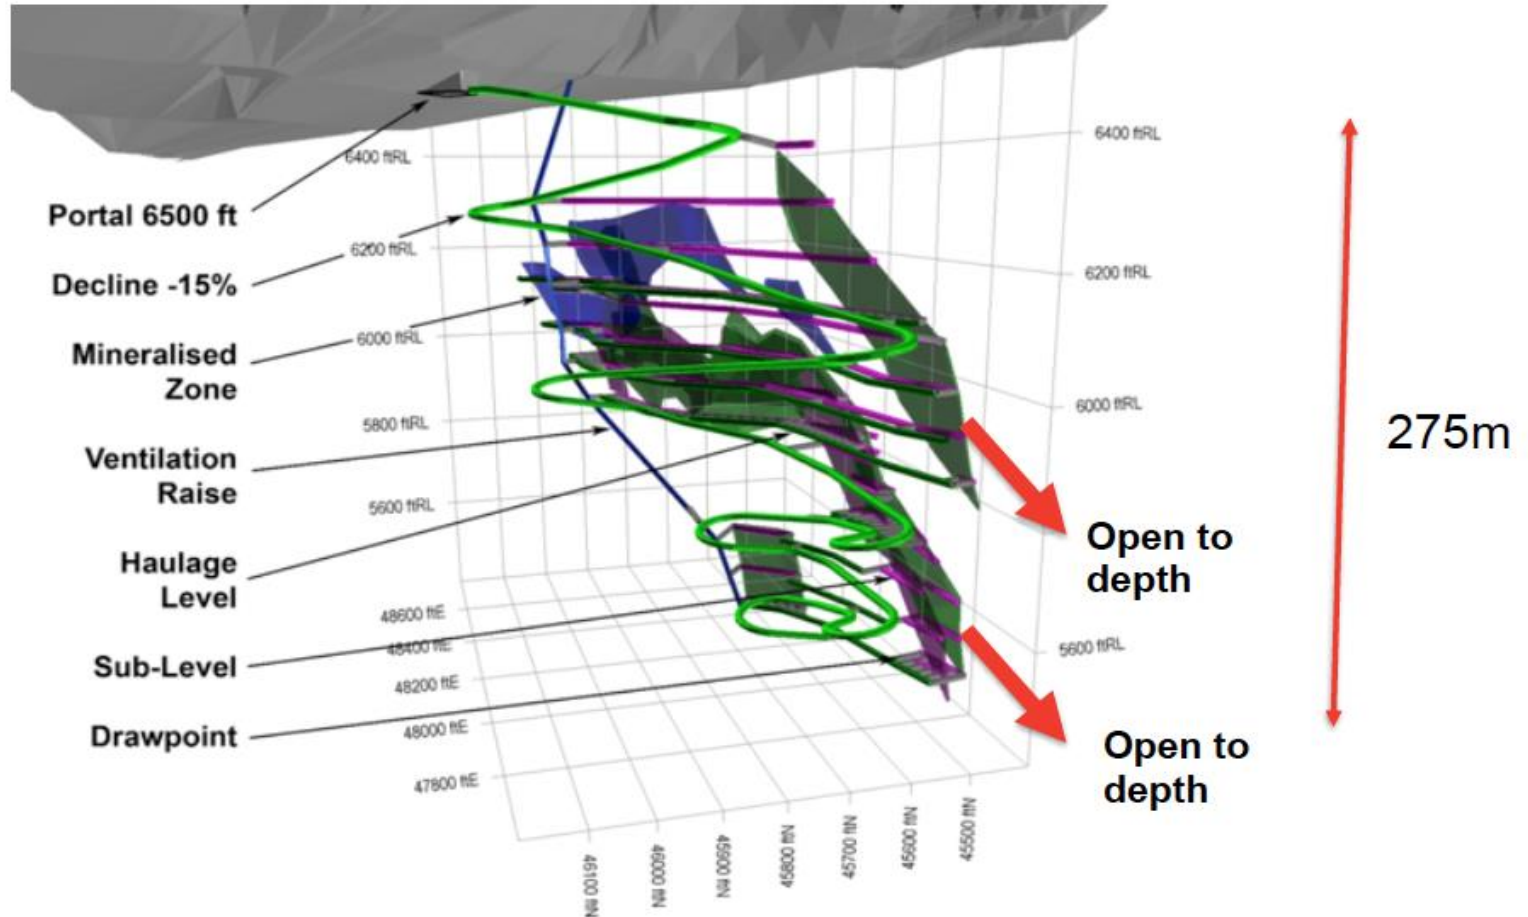 6400 ftRL
6400 ftRL
Portal 6500 ft
6200 ftRL
6200 ftRL
Decline -15%
6000 ftRL
Mineralised
Zone
6000 ftRL
5800 ftRL
275m
Ventilation
Raise
5600 ftRL
Open to
depth
Haulage
Level
48600 ftE
48400 ftE
5600 ftRL
Sub-Level
48200 ftE
48000 ftE
Drawpoint
Open to
depth
47800 ftE
46100 ftN
46000 ftN
45900 ftN
45800 ftN
45700 ftN
45600 ftN
45500 ftN